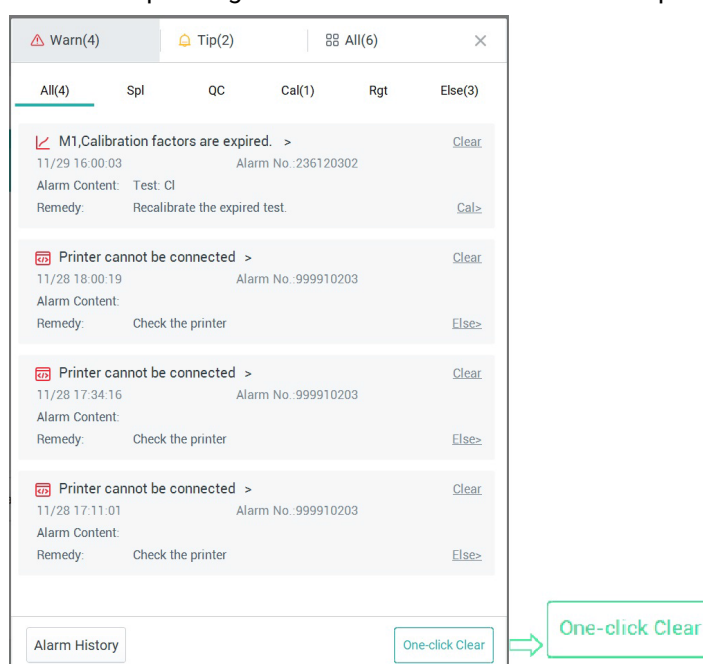 Warn(4) Tip(2) All(6)
All(4) Spl QC Cal(1) Rgt Else(3)
M1,Calibration factors are expired. > Clear
11/29 16:00:03 Alarm No.:236120302
Alarm Content: Test: Cl
Remedy: Recalibrate the expired test. Cal>
Printer cannot be connected > Clear
11/28 18:00:19 Alarm No.:999910203
Alarm Content:
Remedy: Check the printer Else>
Printer cannot be connected > Clear
11/28 17:34:16 Alarm No.:999910203
Alarm Content:
Remedy: Check the printer Else>
Printer cannot be connected > Clear
11/28 17:11:01 Alarm No.:999910203
Alarm Content:
Remedy: Check the printer Else>
Alarm History One-click Clear
One-click Clear